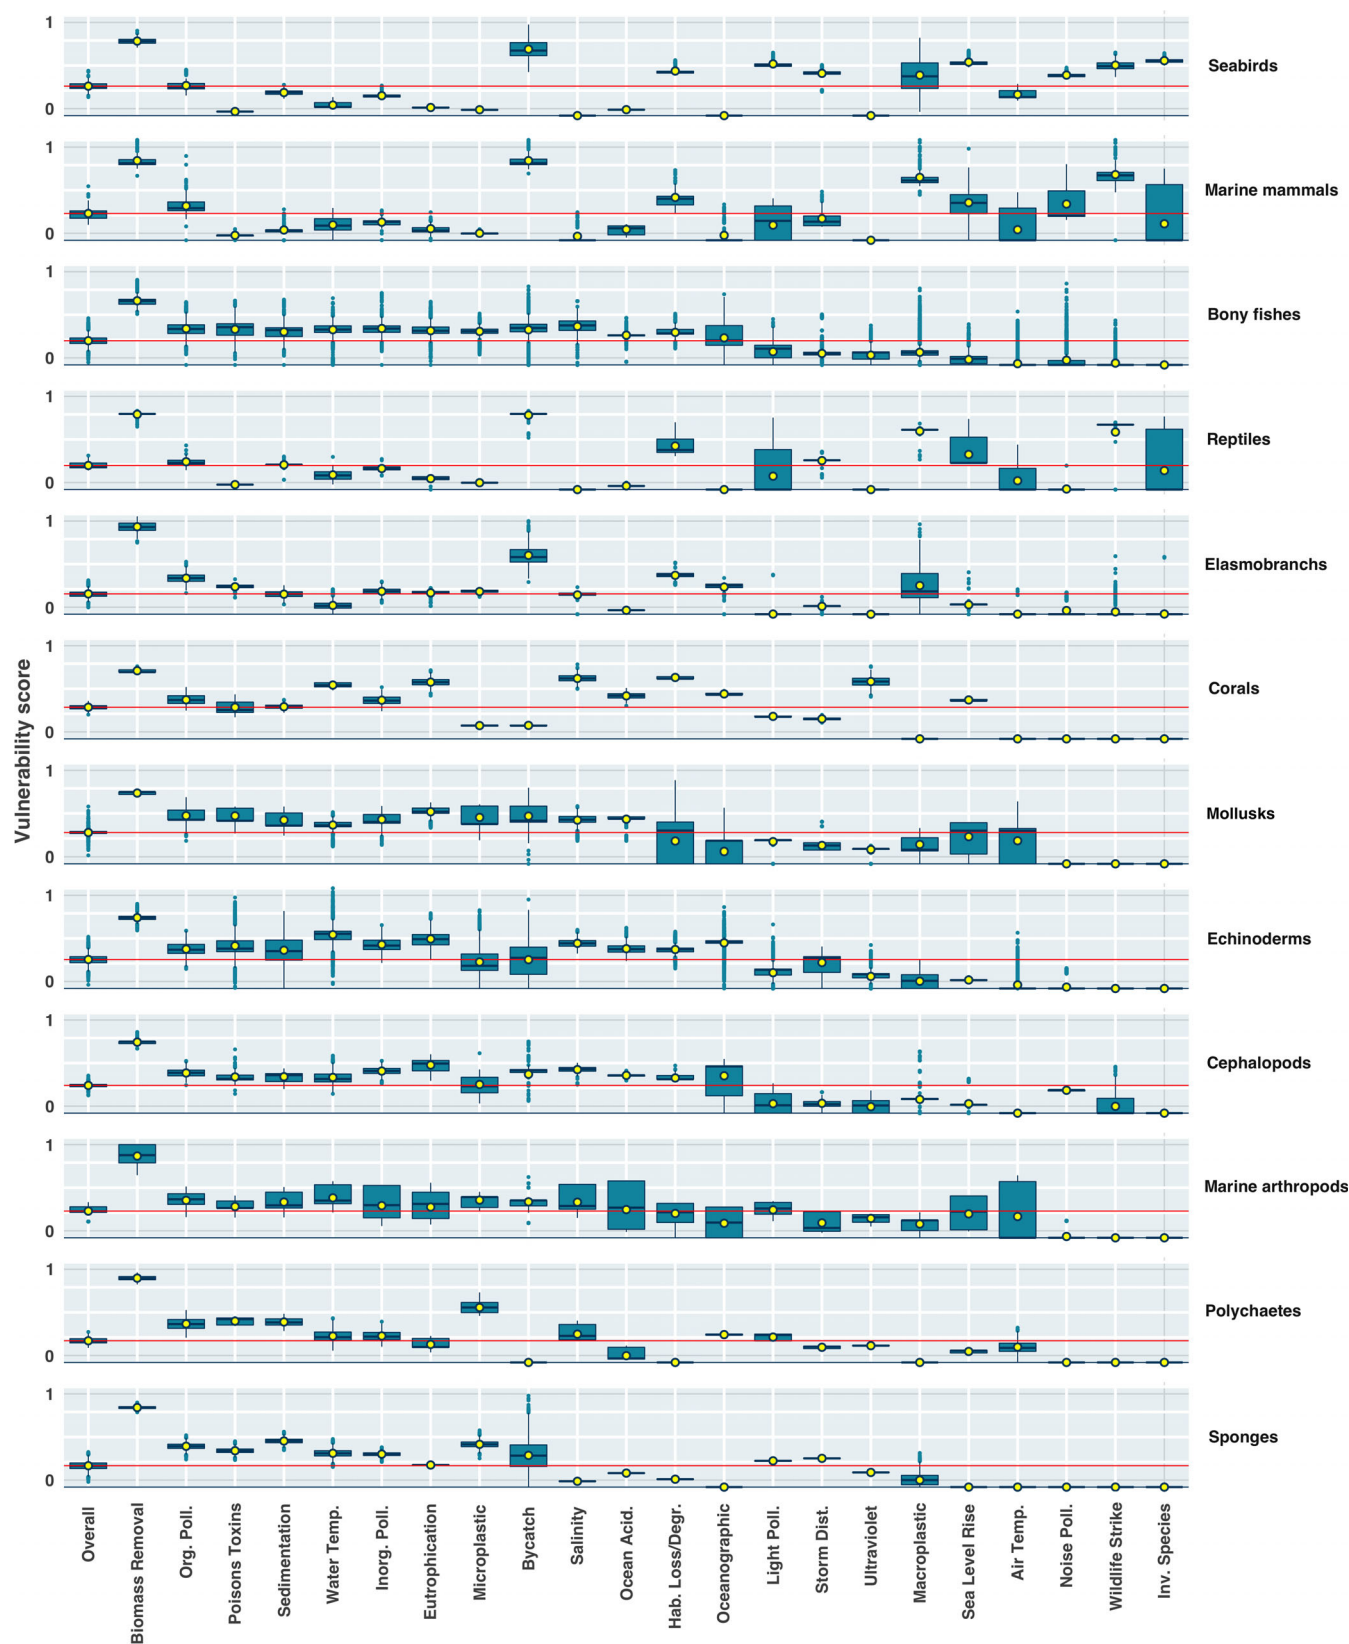 1
0
Seabirds
1
0
Marine mammals
1
0
Bony fishes
1
0
Reptiles
1
0
Elasmobranchs
1
0
Corals
Vulnerability score
1
0
Mollusks
1
0
Echinoderms
1
0
Cephalopods
1
0
Marine arthropods
1
0
Polychaetes
1
0
Sponges
Overall
Biomass Removal
Org. Poll.
Poisons Toxins
Sedimentation
Water Temp.
Inorg. Poll.
Eutrophication
Microplastic
Bycatch
Salinity
Ocean Acid.
Hab. Loss/Degr.
Oceanographic
Light Poll.
Storm Dist.
Ultraviolet
Macroplastic
Sea Level Rise
Air Temp.
Noise Poll.
Wildlife Strike
Inv. Species